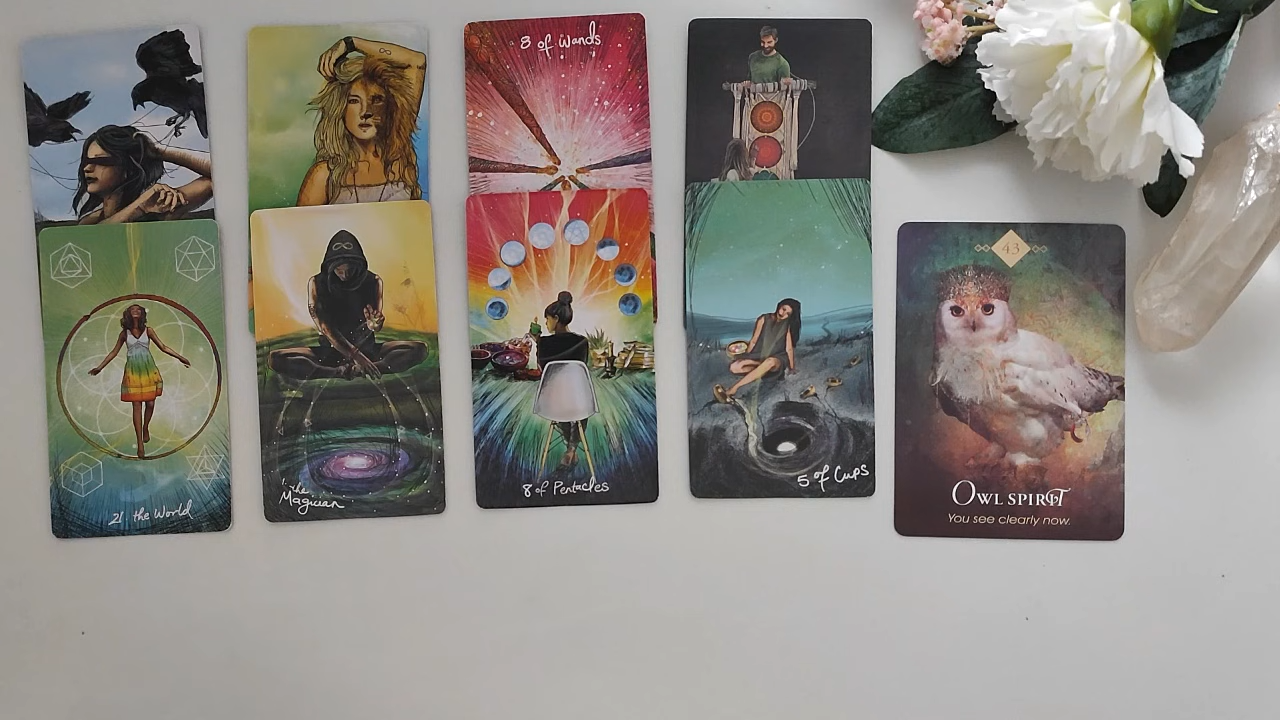 8 of Wands
21 the World
1 the
Magician
8 of Pentacles
5 of Cups
43
OWL SPIRIT
You see clearly now.